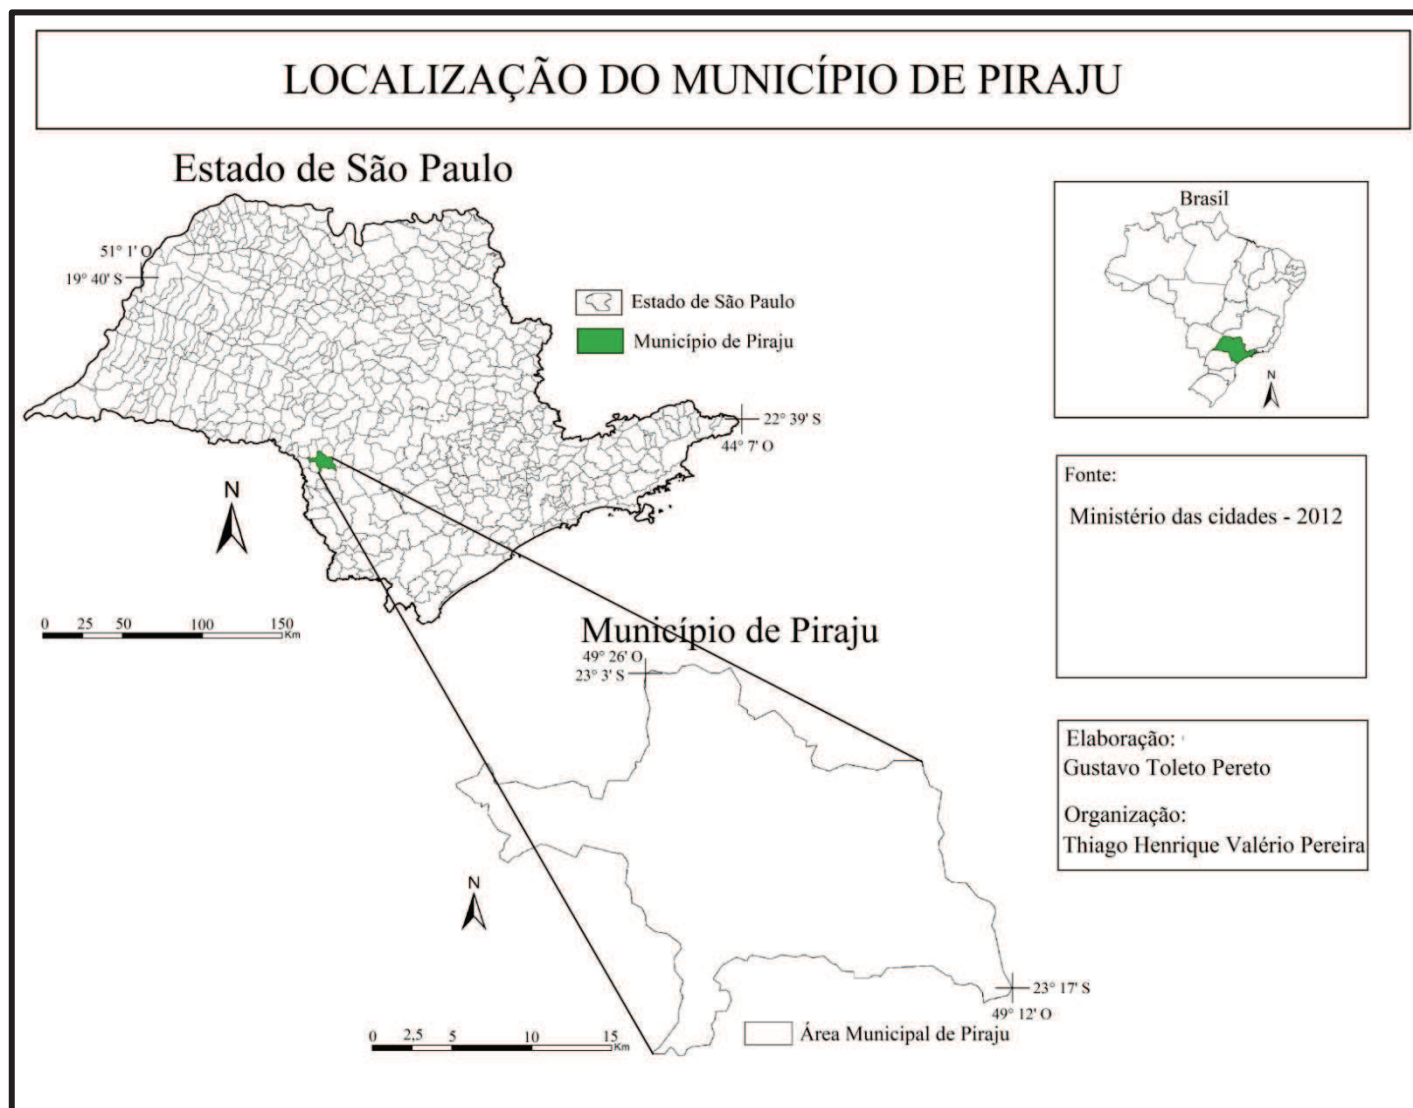 LOCALIZAÇÃO DO MUNICÍPIO DE PIRAJU
Estado de São Paulo
51° 1' O
19° 40' S
Estado de São Paulo
Município de Piraju
22° 39' S
44° 7' O
N
0 25 50 100 150
Km
Brasil
N
Fonte:
Ministério das cidades - 2012
Elaboração:
Gustavo Toleto Pereto
Organização:
Thiago Henrique Valério Pereira
Município de Piraju
49° 26' O
23° 3' S
N
23° 17' S
49° 12' O
0 2,5 5 10 15
Km
Área Municipal de Piraju